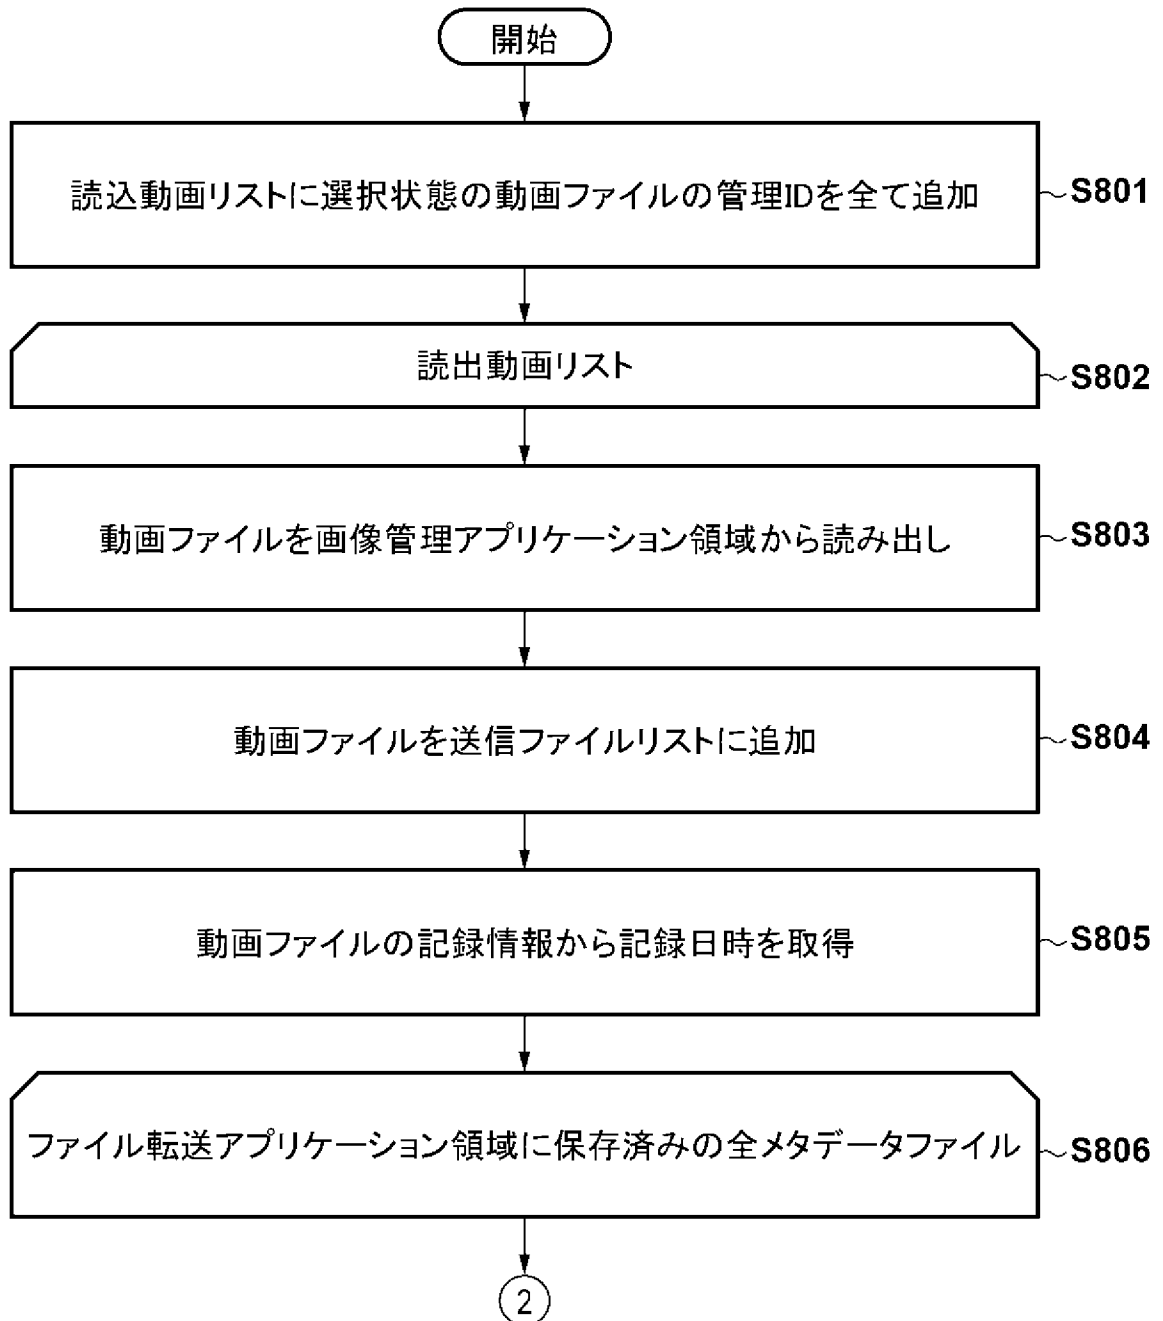 開始
読込動画リストに選択状態の動画ファイルの管理IDを全て追加
S801
読出動画リスト
S802
動画ファイルを画像管理アプリケーション領域から読み出し
S803
動画ファイルを送信ファイルリストに追加
S804
動画ファイルの記録情報から記録日時を取得
S805
ファイル転送アプリケーション領域に保存済みの全メタデータファイル
S806
2